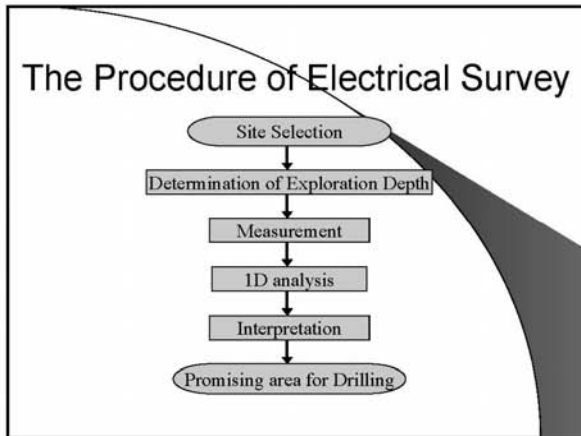 The Procedure of Electrical Survey
Site Selection
Determination of Exploration Depth
Measurement
1D analysis
Interpretation
Promising area for Drilling